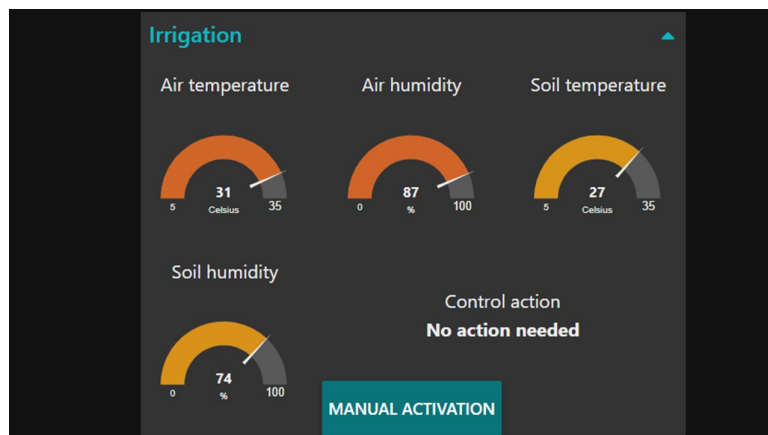 Irrigation
Air temperature
Air humidity
Soil temperature
31
5
Celsius
35
87
0
%
100
27
5
Celsius
35
Soil humidity
Control action
No action needed
74
0
%
100
MANUAL ACTIVATION